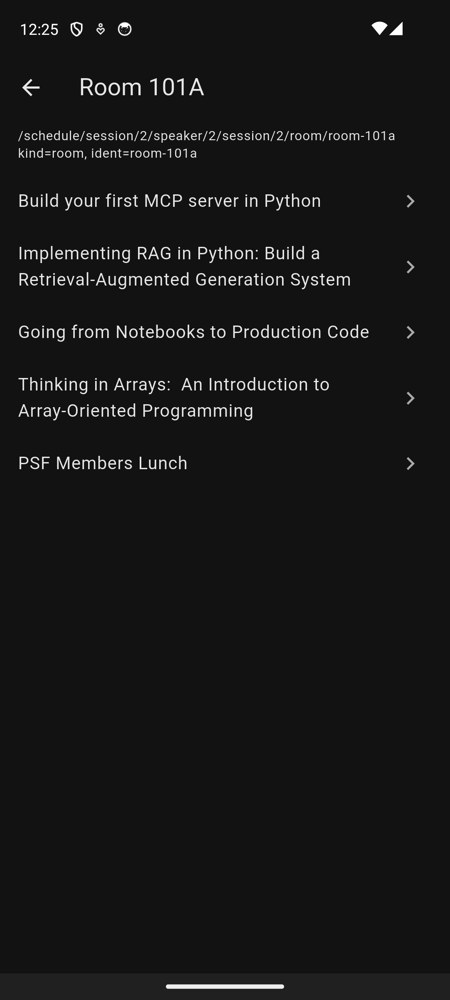 12:25
Room 101A
/schedule/session/2/speaker/2/session/2/room/room-101a
kind=room, ident=room-101a
Build your first MCP server in Python
Implementing RAG in Python: Build a
Retrieval-Augmented Generation System
Going from Notebooks to Production Code
Thinking in Arrays:  An Introduction to
Array-Oriented Programming
PSF Members Lunch